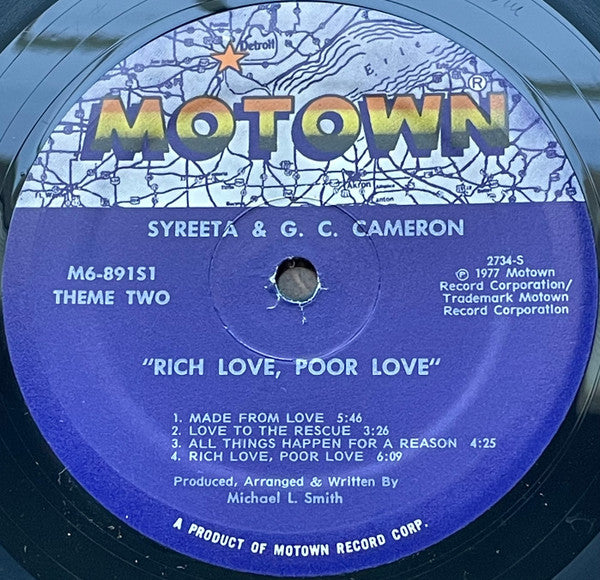 Detroit
Erie
MOTOWN®
Akron
Canton
SYREETA & G. C. CAMERON
M6-891S1
THEME TWO
2734-S
℗ 1977 Motown
Record Corporation/
Trademark Motown
Record Corporation
"RICH LOVE, POOR LOVE"
1. MADE FROM LOVE 5:46
2. LOVE TO THE RESCUE 3:26
3. ALL THINGS HAPPEN FOR A REASON 4:25
4. RICH LOVE, POOR LOVE 6:09
Produced, Arranged & Written By
Michael L. Smith
A PRODUCT OF MOTOWN RECORD CORP.